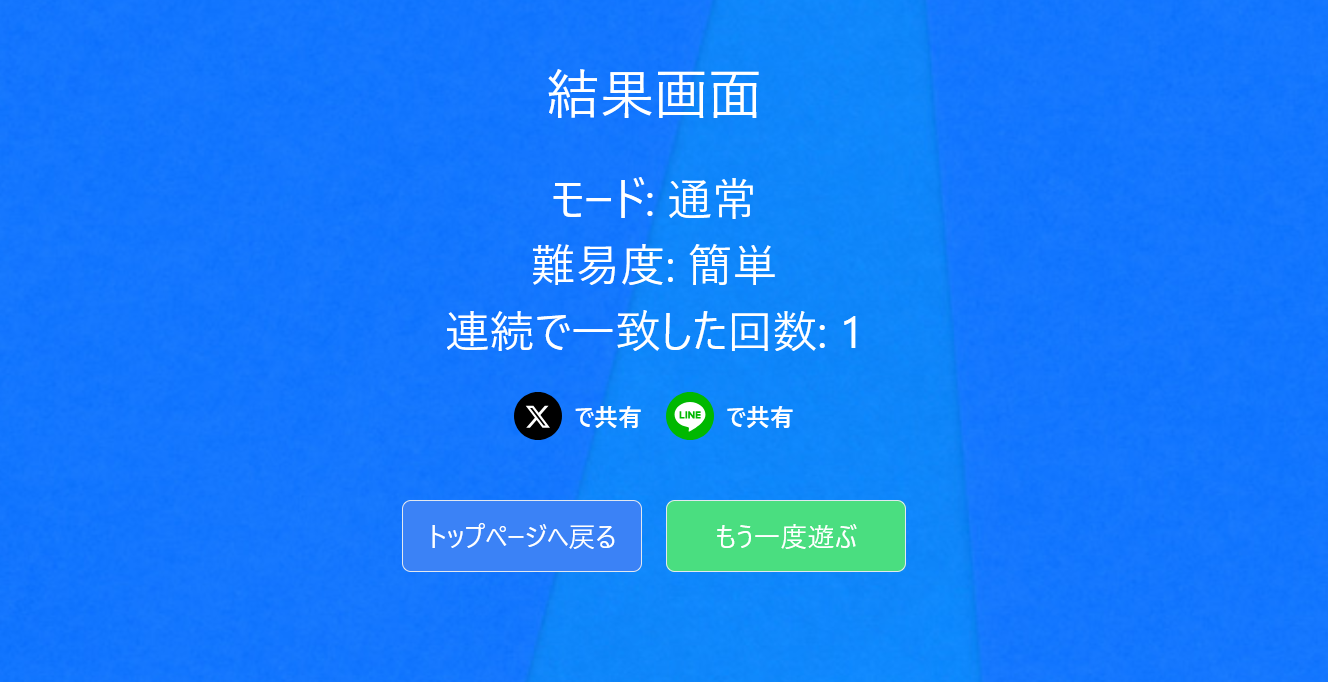 結果画面
モード: 通常
難易度: 簡単
連続で一致した回数: 1
X で共有 LINE で共有
トップページへ戻る もう一度遊ぶ